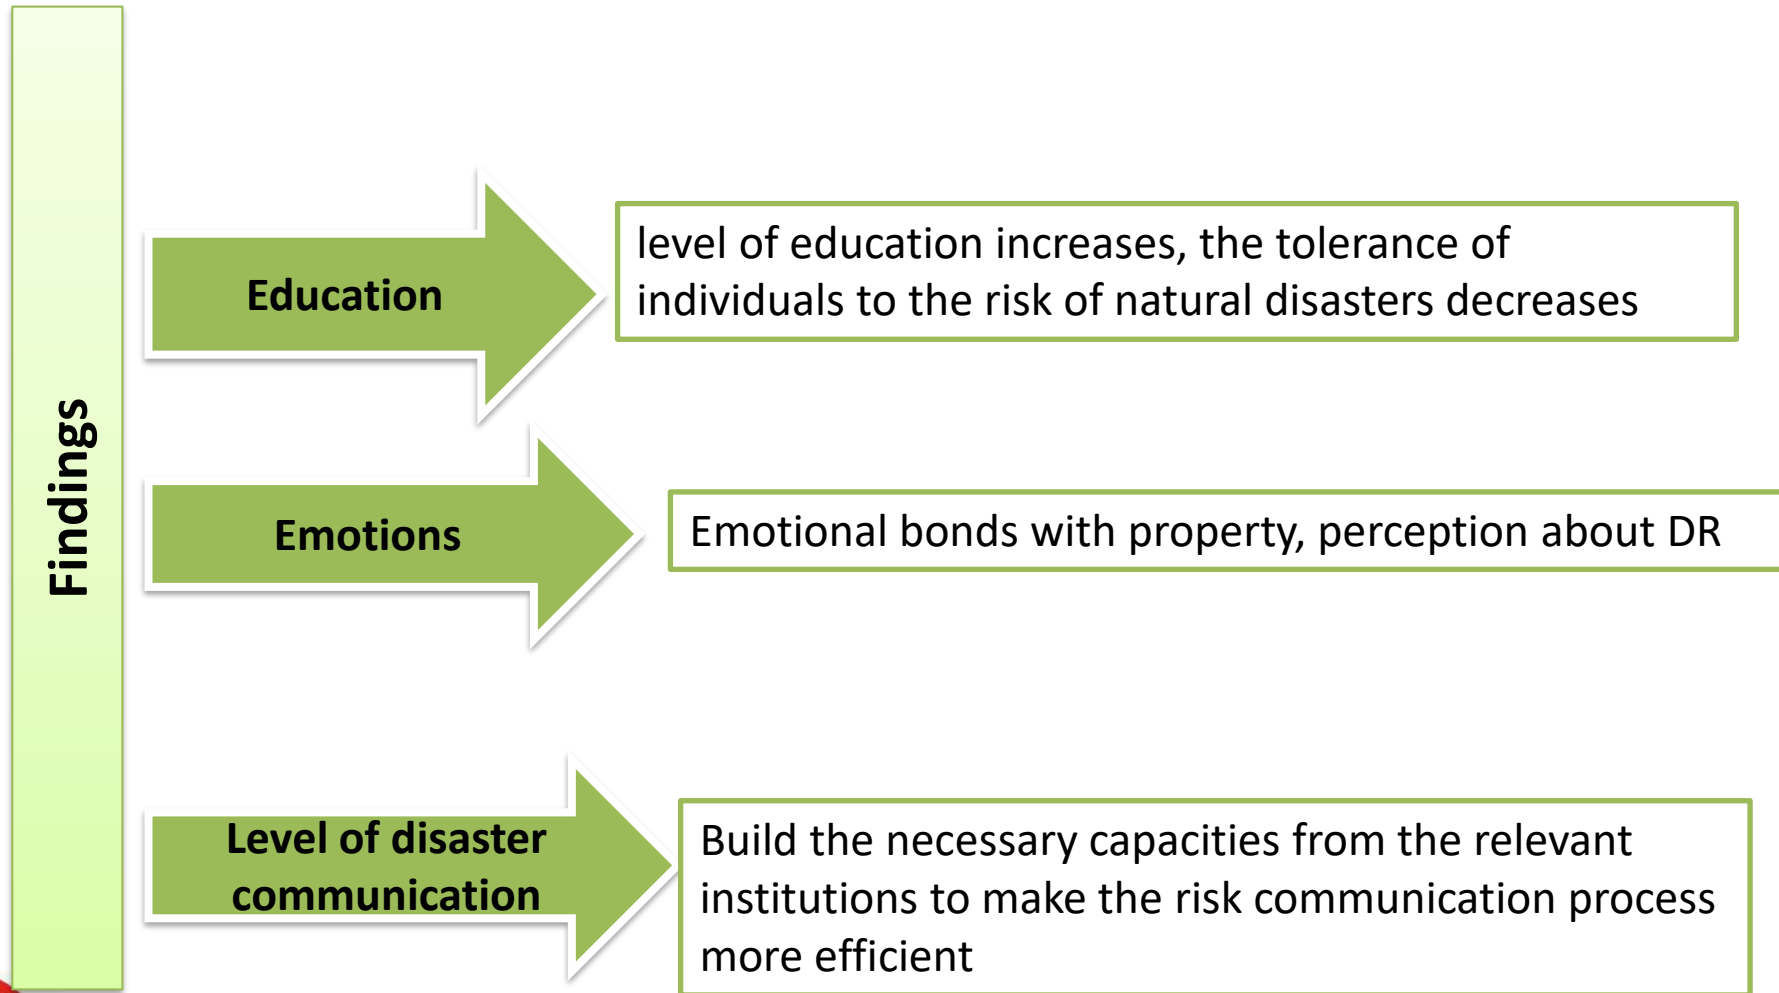 Findings
Education
level of education increases, the tolerance of
individuals to the risk of natural disasters decreases
Emotions
Emotional bonds with property, perception about DR
Level of disaster
communication
Build the necessary capacities from the relevant
institutions to make the risk communication process
more efficient